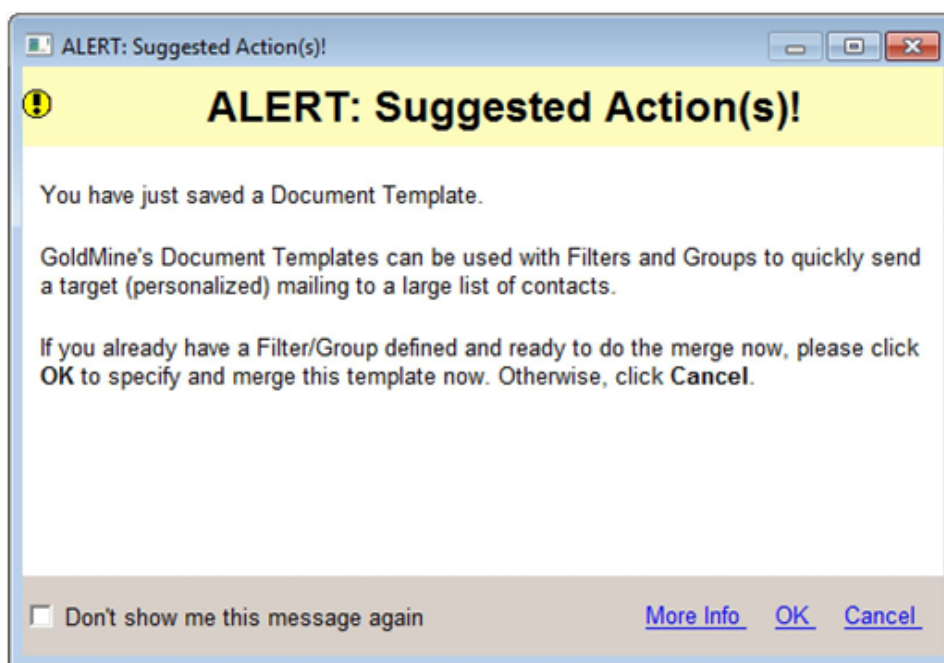 ALERT: Suggested Action(s)!
ALERT: Suggested Action(s)!
You have just saved a Document Template.
GoldMine's Document Templates can be used with Filters and Groups to quickly send
a target (personalized) mailing to a large list of contacts.
If you already have a Filter/Group defined and ready to do the merge now, please click
OK to specify and merge this template now. Otherwise, click Cancel.
Don't show me this message again More Info OK Cancel